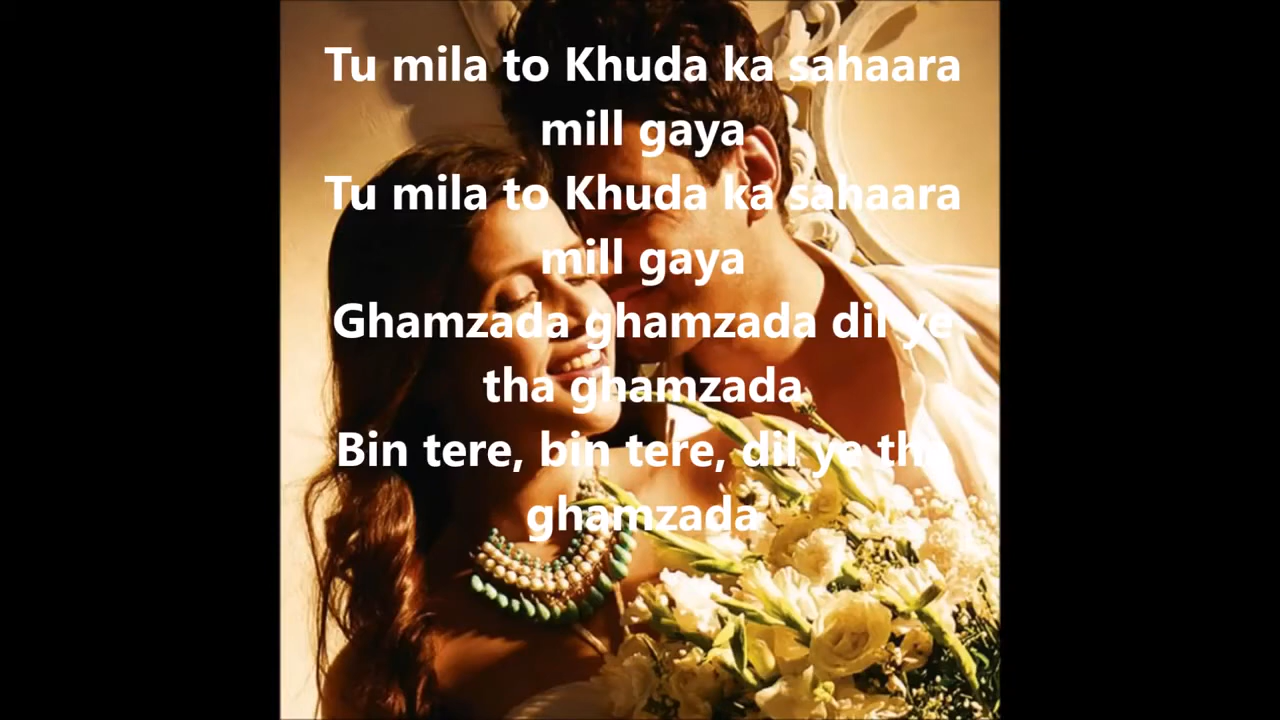 Tu mila to Khuda ka sahaara
mill gaya
Tu mila to Khuda ka sahaara
mill gaya
Ghamzada ghamzada dil ye
tha ghamzada
Bin tere, bin tere, dil ye tha
ghamzada